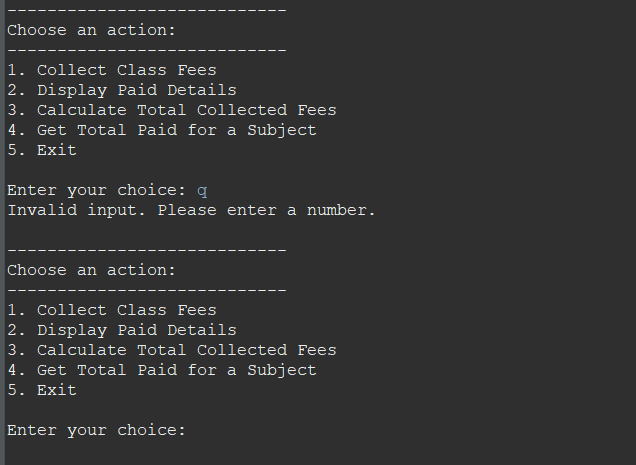 ----------------------------
Choose an action:
----------------------------
1. Collect Class Fees
2. Display Paid Details
3. Calculate Total Collected Fees
4. Get Total Paid for a Subject
5. Exit
Enter your choice: q
Invalid input. Please enter a number.
----------------------------
Choose an action:
----------------------------
1. Collect Class Fees
2. Display Paid Details
3. Calculate Total Collected Fees
4. Get Total Paid for a Subject
5. Exit
Enter your choice: